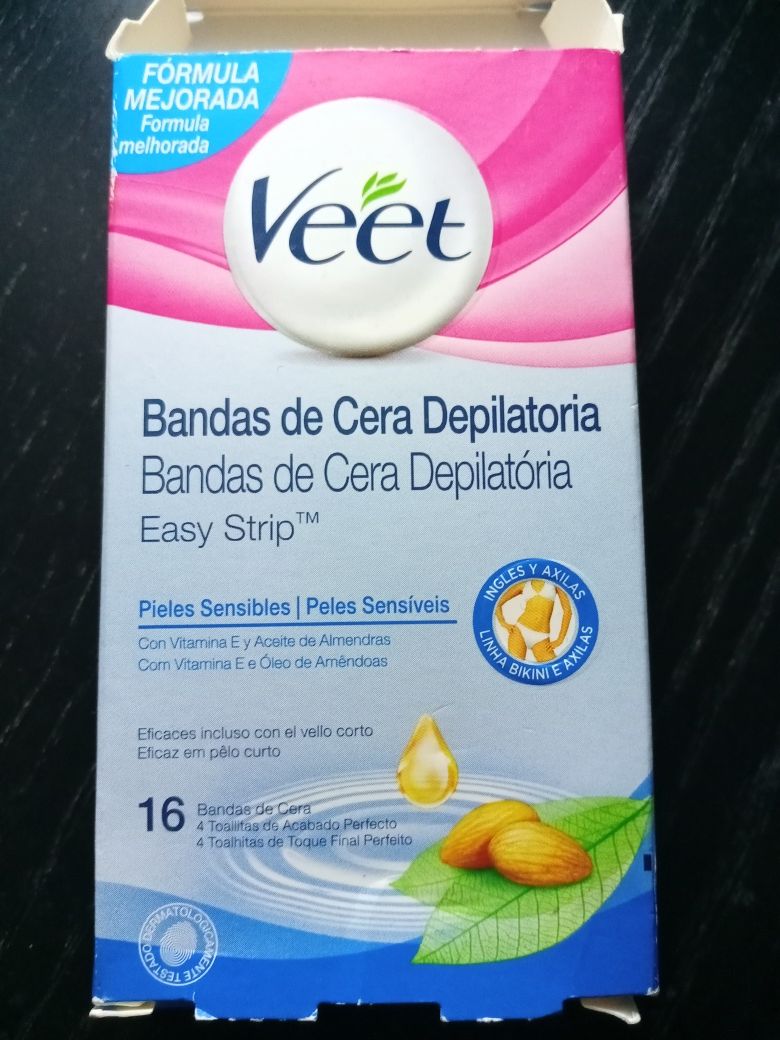 FÓRMULA
MEJORADA
Formula
melhorada
Veet
Bandas de Cera Depilatoria
Bandas de Cera Depilatória
Easy Strip™
INGLES Y AXILAS
LINHA BIKINI E AXILAS
Pieles Sensibles | Peles Sensíveis
Con Vitamina E y Aceite de Almendras
Com Vitamina E e Óleo de Amêndoas
Eficaces incluso con el vello corto
Eficaz em pêlo curto
16 Bandas de Cera
4 Toallitas de Acabado Perfecto
4 Toalhitas de Toque Final Perfeito
DERMATOLOGICAMENTE TESTADO